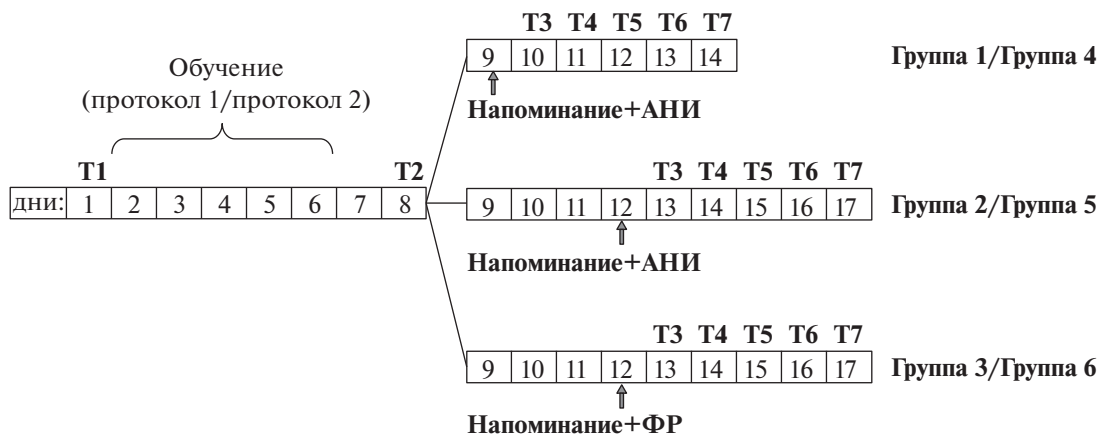 Обучение
(протокол 1/протокол 2)
Т1 Т2
дни: 1 2 3 4 5 6 7 8
Т3 Т4 Т5 Т6 Т7
9 10 11 12 13 14 Группа 1/Группа 4
Напоминание+АНИ
Т3 Т4 Т5 Т6 Т7
9 10 11 12 13 14 15 16 17 Группа 2/Группа 5
Напоминание+АНИ
Т3 Т4 Т5 Т6 Т7
9 10 11 12 13 14 15 16 17 Группа 3/Группа 6
Напоминание+ФР